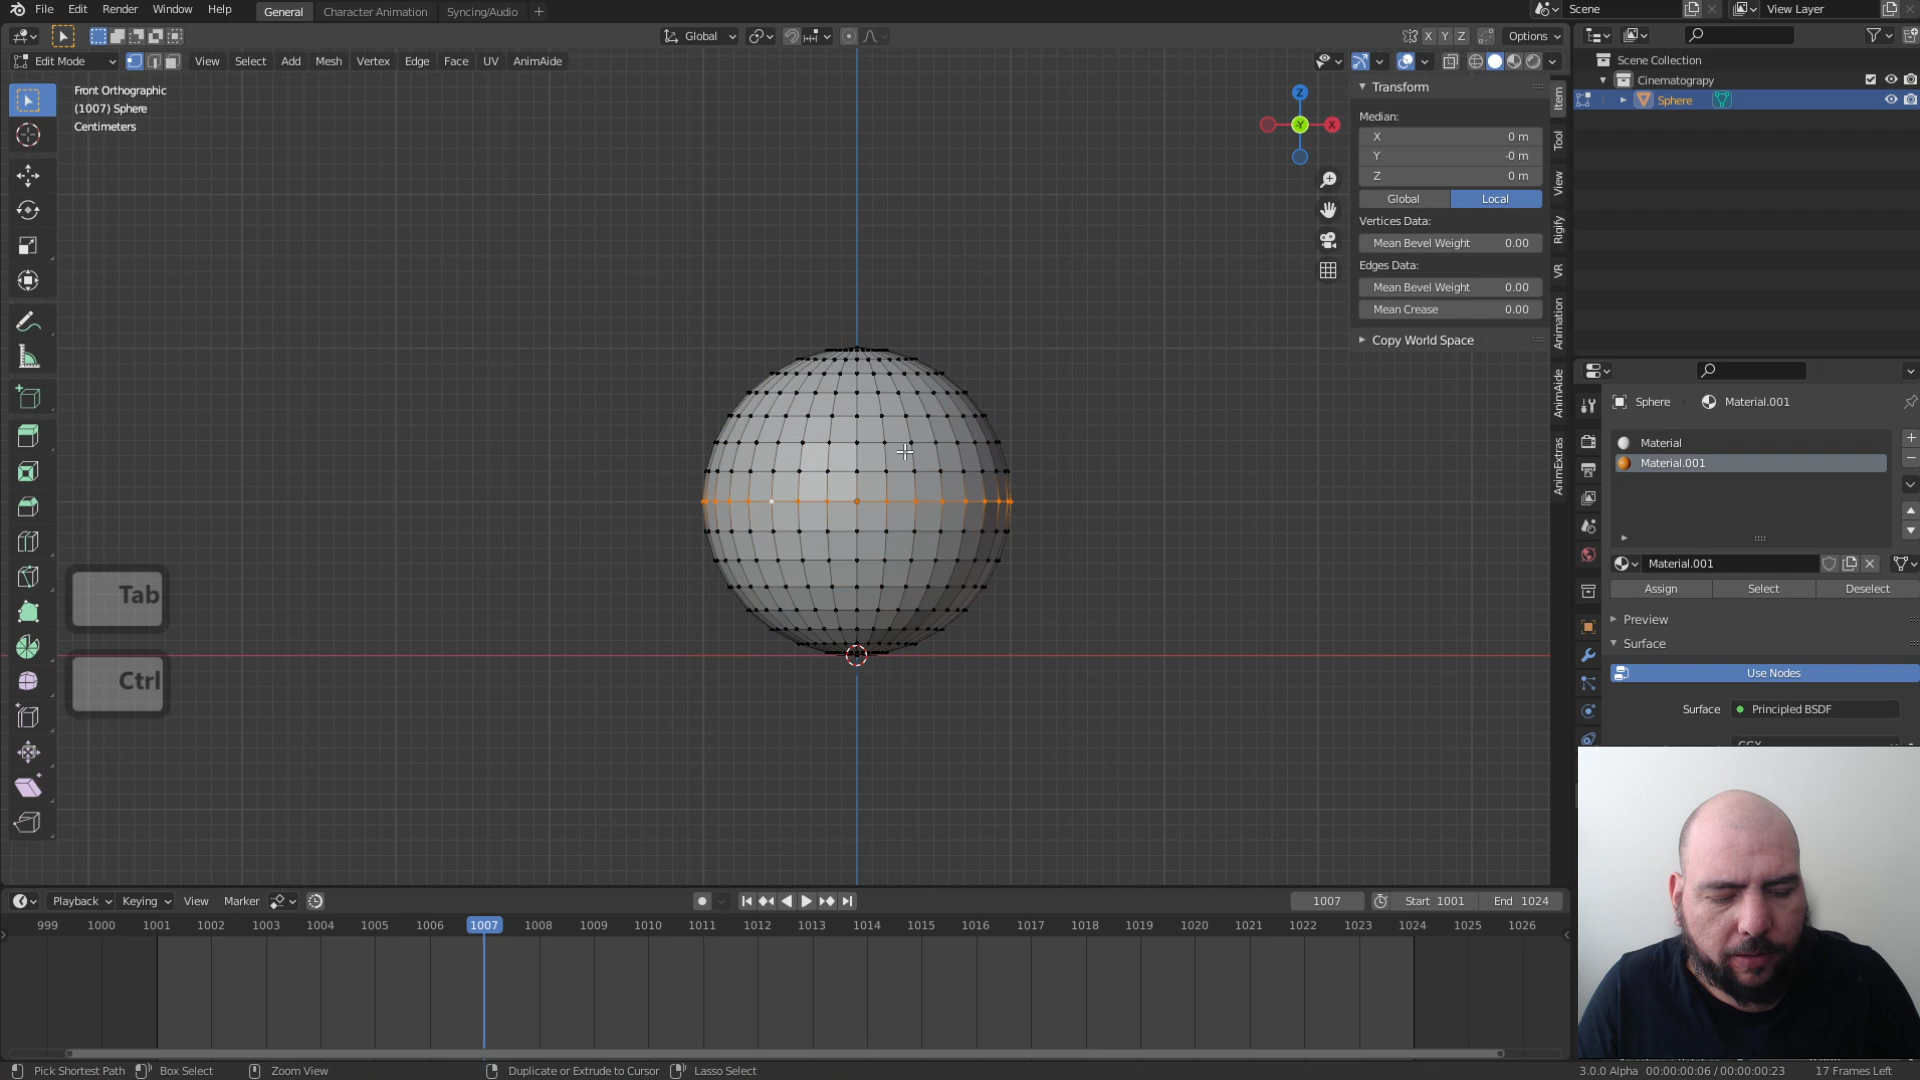 File Edit Render Window Help General Character Animation Syncing/Audio + Scene View Layer
Global X Y Z Options
Edit Mode View Select Add Mesh Vertex Edge Face UV AnimAide
Scene Collection
Cinematograpy
Sphere
Front Orthographic
(1007) Sphere
Centimeters
Z
Y
X
Transform
Median:
X 0 m
Y -0 m
Z 0 m
Global Local
Vertices Data:
Mean Bevel Weight 0.00
Edges Data:
Mean Bevel Weight 0.00
Mean Crease 0.00
Copy World Space
Item
Tool
View
Rigify
VR
Animation
AnimAide
AnimExtras
Sphere Material.001
Material
Material.001
Material.001
Assign Select Deselect
Preview
Surface
Use Nodes
Surface Principled BSDF
GGX
Tab
Ctrl
Playback Keying View Marker 1007 Start 1001 End 1024
999 1000 1001 1002 1003 1004 1005 1006 1007 1008 1009 1010 1011 1012 1013 1014 1015 1016 1017 1018 1019 1020 1021 1022 1023 1024 1025 1026
Pick Shortest Path Box Select Zoom View Duplicate or Extrude to Cursor Lasso Select 3.0.0 Alpha 00:00:00:06 / 00:00:00:23 17 Frames Left